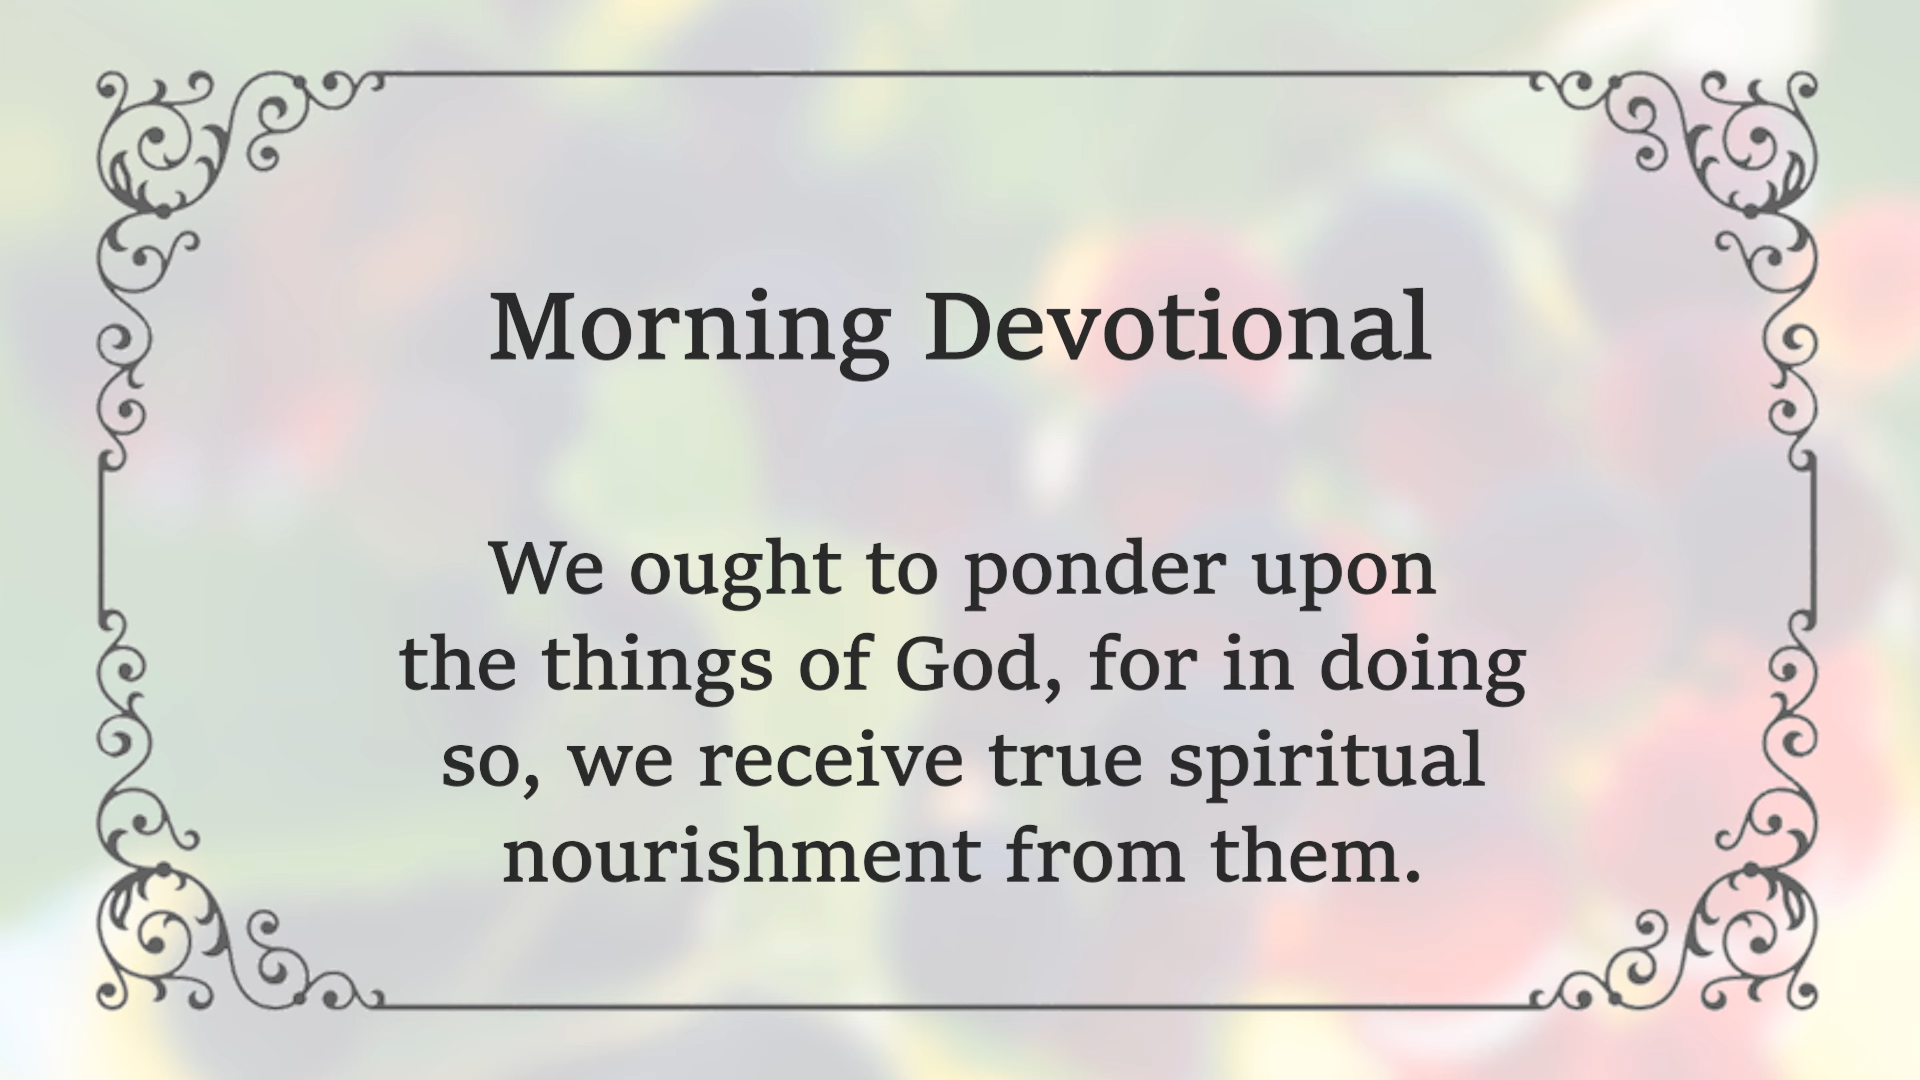 Morning Devotional
We ought to ponder upon
the things of God, for in doing
so, we receive true spiritual
nourishment from them.